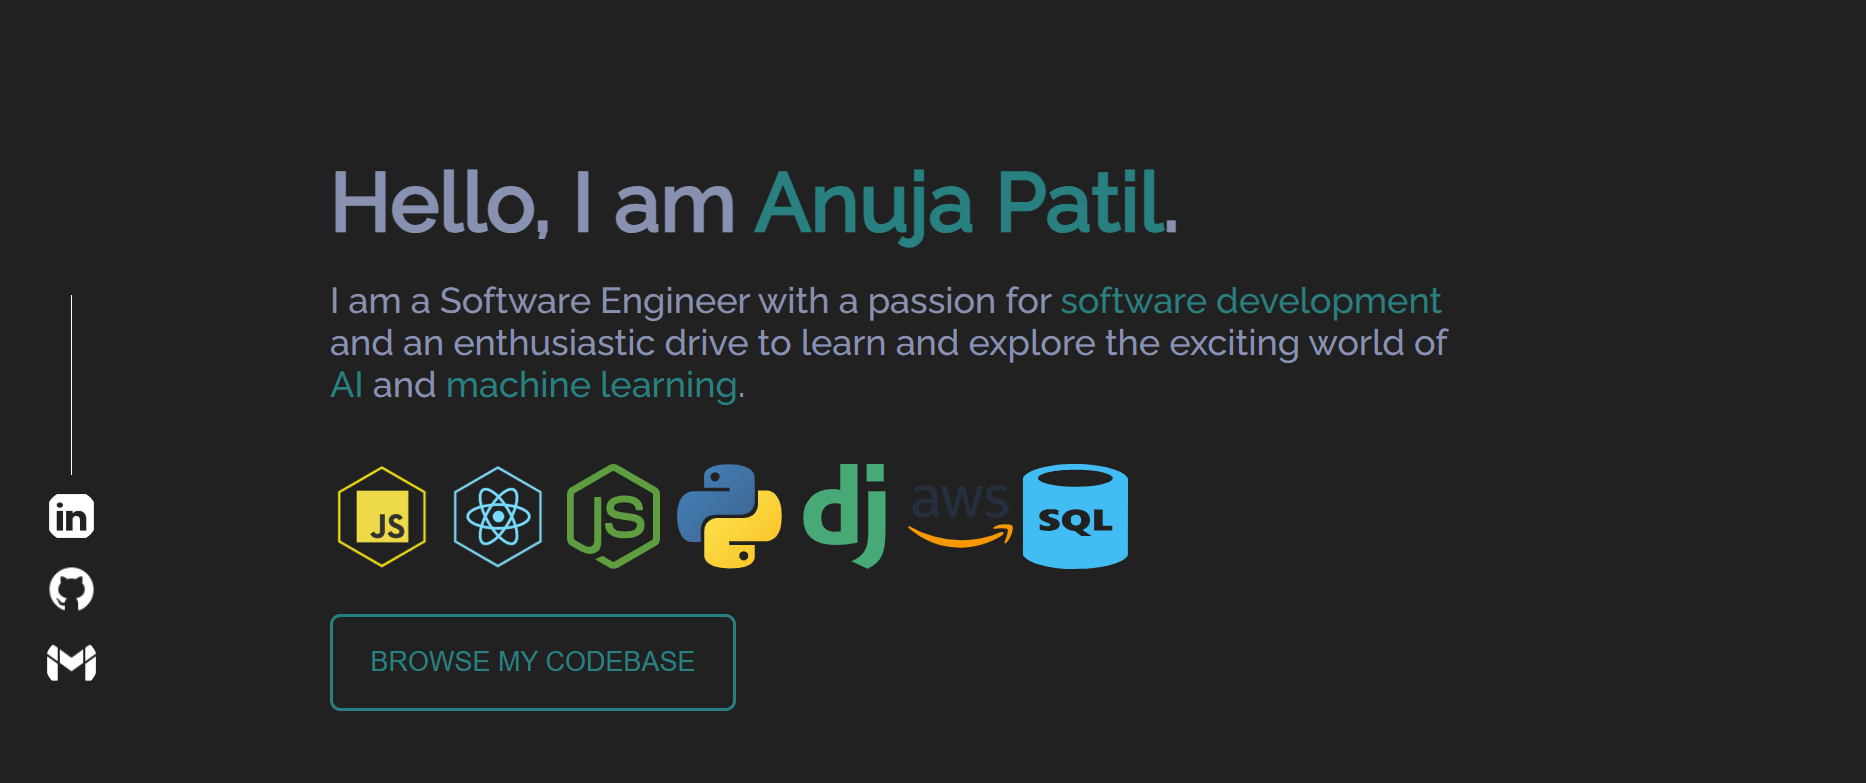 Hello, I am Anuja Patil.
I am a Software Engineer with a passion for software development
and an enthusiastic drive to learn and explore the exciting world of
AI and machine learning.
JS JS dj aws SQL
in
BROWSE MY CODEBASE